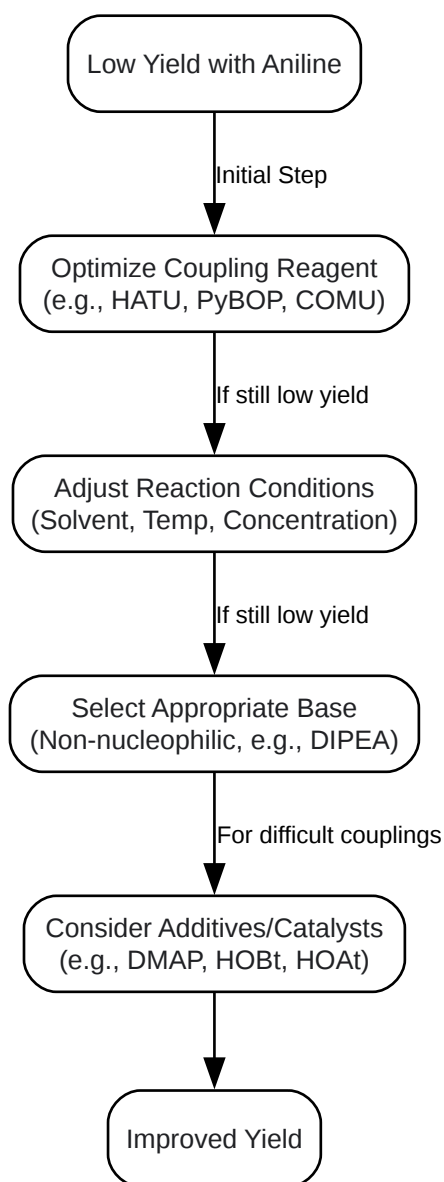 Low Yield with Aniline
Initial Step
Optimize Coupling Reagent
(e.g., HATU, PyBOP, COMU)
If still low yield
Adjust Reaction Conditions
(Solvent, Temp, Concentration)
If still low yield
Select Appropriate Base
(Non-nucleophilic, e.g., DIPEA)
For difficult couplings
Consider Additives/Catalysts
(e.g., DMAP, HOBt, HOAt)
Improved Yield